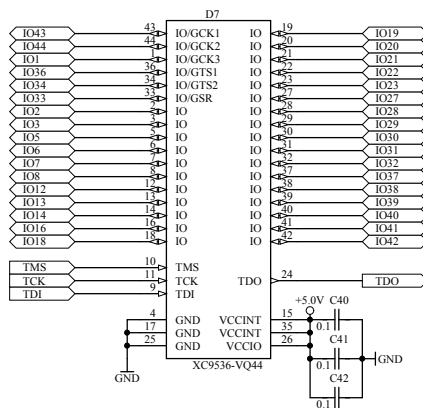 D7
IO43 43 IO/GCK1 IO 19 IO19
IO44 44 IO/GCK2 IO 20 IO20
IO1 1 IO/GCK3 IO 21 IO21
IO36 36 IO/GTS1 IO 22 IO22
IO34 34 IO/GTS2 IO 23 IO23
IO33 33 IO/GSR IO 27 IO27
IO2 2 IO IO 28 IO28
IO3 3 IO IO 29 IO29
IO5 5 IO IO 30 IO30
IO6 6 IO IO 31 IO31
IO7 7 IO IO 32 IO32
IO8 8 IO IO 37 IO37
IO12 12 IO IO 38 IO38
IO13 13 IO IO 39 IO39
IO14 14 IO IO 40 IO40
IO16 16 IO IO 41 IO41
IO18 18 IO IO 42 IO42
TMS 10 TMS
TCK 11 TCK TDO 24 TDO
TDI 9 TDI
+5.0V C40
4 GND VCCINT 15 0.1
17 GND VCCINT 35 C41
25 GND VCCIO 26 0.1 GND
GND XC9536-VQ44 C42
0.1